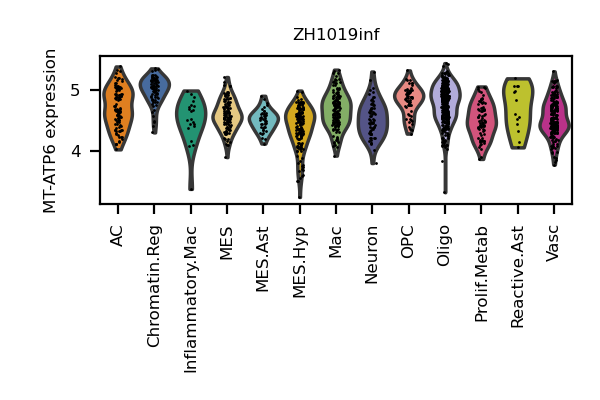 ZH1019inf
MT-ATP6 expression
5
4
AC
Chromatin.Reg
Inflammatory.Mac
MES
MES.Ast
MES.Hyp
Mac
Neuron
OPC
Oligo
Prolif.Metab
Reactive.Ast
Vasc